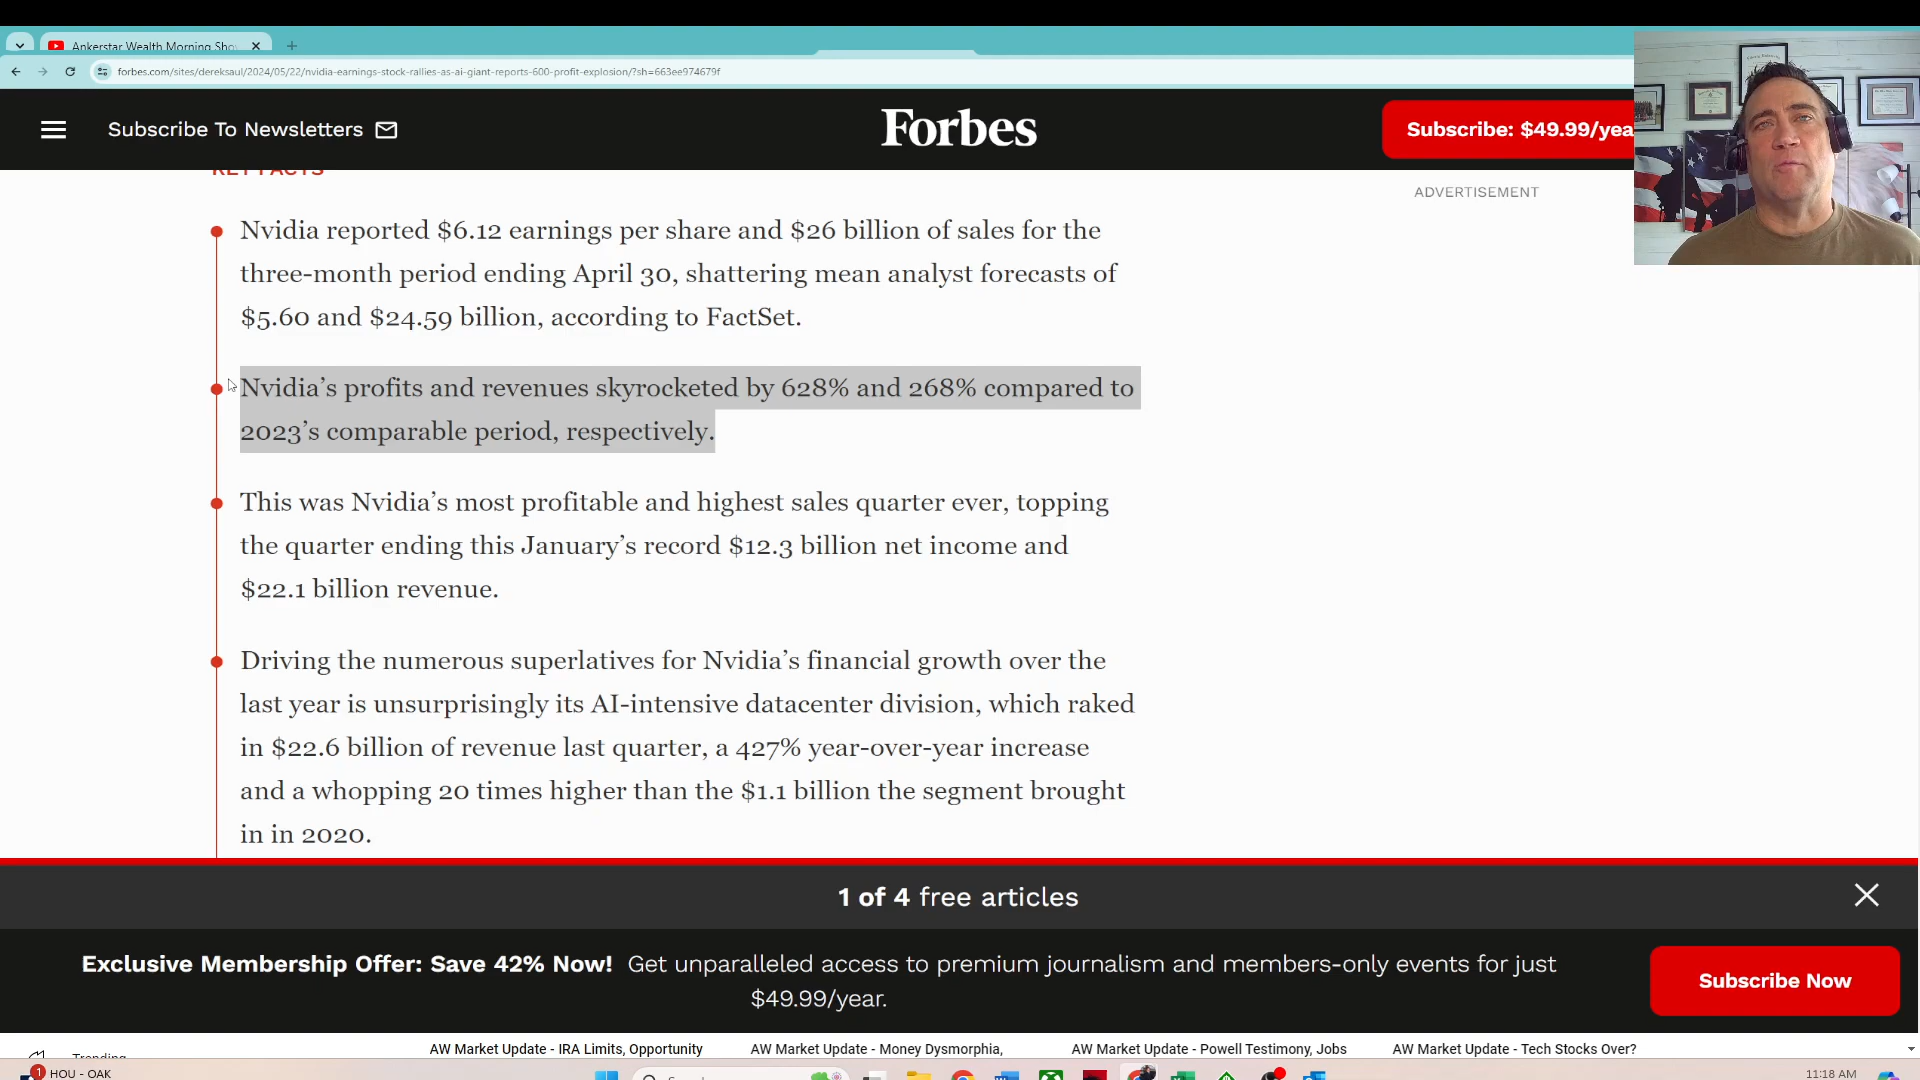 Ankerstar Wealth Morning Sho
forbes.com/sites/dereksaul/2024/05/22/nvidia-earnings-stock-rallies-as-ai-giant-reports-600-profit-explosion/?sh=663ee974679f
Subscribe To Newsletters
Forbes
Subscribe: $49.99/yea
KEY FACTS
ADVERTISEMENT
Nvidia reported $6.12 earnings per share and $26 billion of sales for the
three-month period ending April 30, shattering mean analyst forecasts of
$5.60 and $24.59 billion, according to FactSet.
Nvidia’s profits and revenues skyrocketed by 628% and 268% compared to
2023’s comparable period, respectively.
This was Nvidia’s most profitable and highest sales quarter ever, topping
the quarter ending this January’s record $12.3 billion net income and
$22.1 billion revenue.
Driving the numerous superlatives for Nvidia’s financial growth over the
last year is unsurprisingly its AI-intensive datacenter division, which raked
in $22.6 billion of revenue last quarter, a 427% year-over-year increase
and a whopping 20 times higher than the $1.1 billion the segment brought
in in 2020.
1 of 4 free articles
Exclusive Membership Offer: Save 42% Now! Get unparalleled access to premium journalism and members-only events for just
$49.99/year.
Subscribe Now
Trending
AW Market Update - IRA Limits, Opportunity
AW Market Update - Money Dysmorphia,
AW Market Update - Powell Testimony, Jobs
AW Market Update - Tech Stocks Over?
1
HOU - OAK
11:18 AM